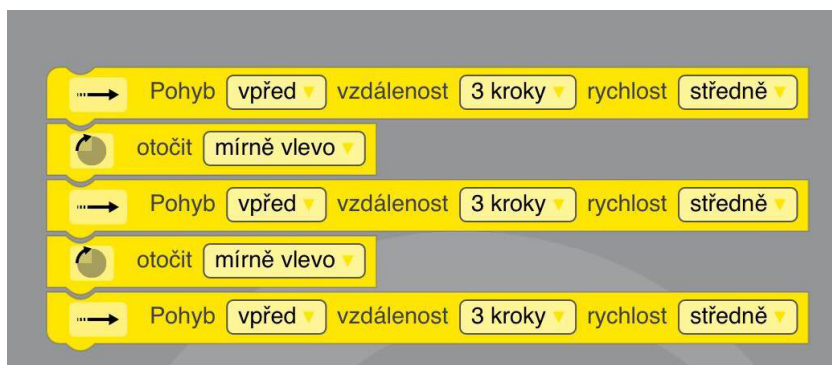 Pohyb vpřed vzdálenost 3 kroky rychlost středně
otočit mírně vlevo
Pohyb vpřed vzdálenost 3 kroky rychlost středně
otočit mírně vlevo
Pohyb vpřed vzdálenost 3 kroky rychlost středně